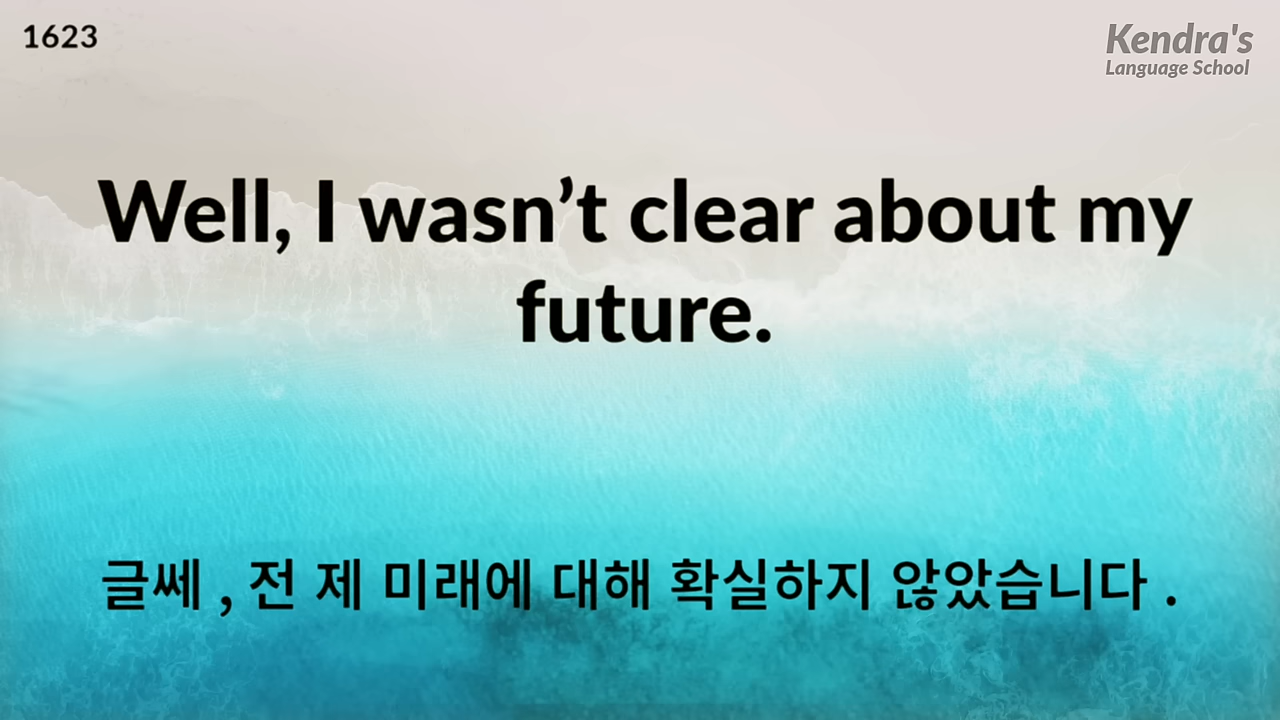 1623
Kendra's
Language School
Well, I wasn’t clear about my
future.
글쎄 , 전 제 미래에 대해 확실하지 않았습니다 .